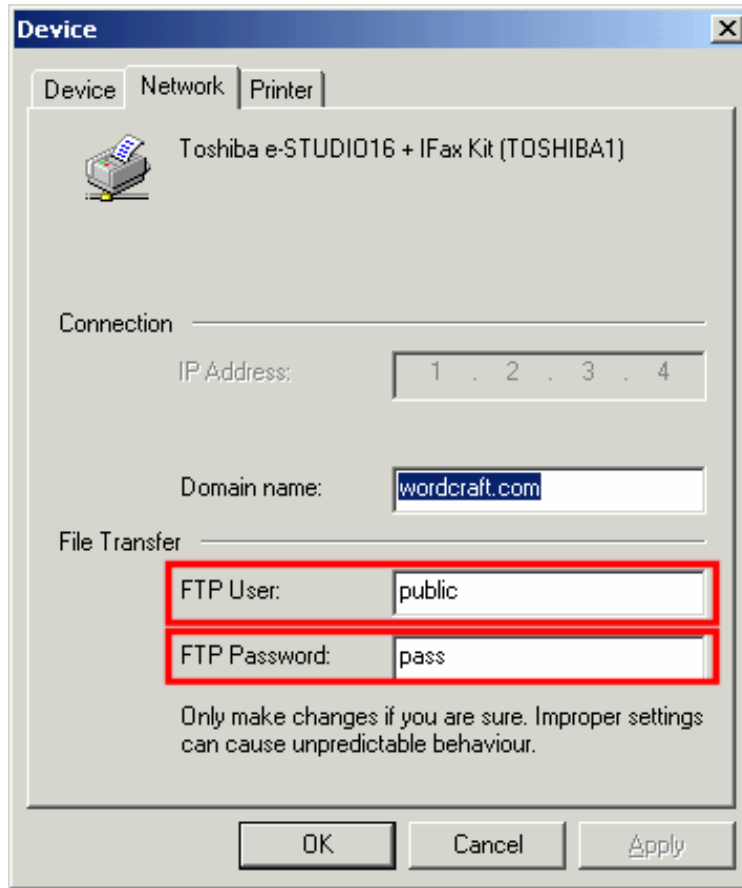 Device
Device Network Printer
Toshiba e-STUDIO16 + IFax Kit (TOSHIBA1)
Connection
IP Address: 1 . 2 . 3 . 4
Domain name: wordcraft.com
File Transfer
FTP User: public
FTP Password: pass
Only make changes if you are sure. Improper settings
can cause unpredictable behaviour.
OK Cancel Apply